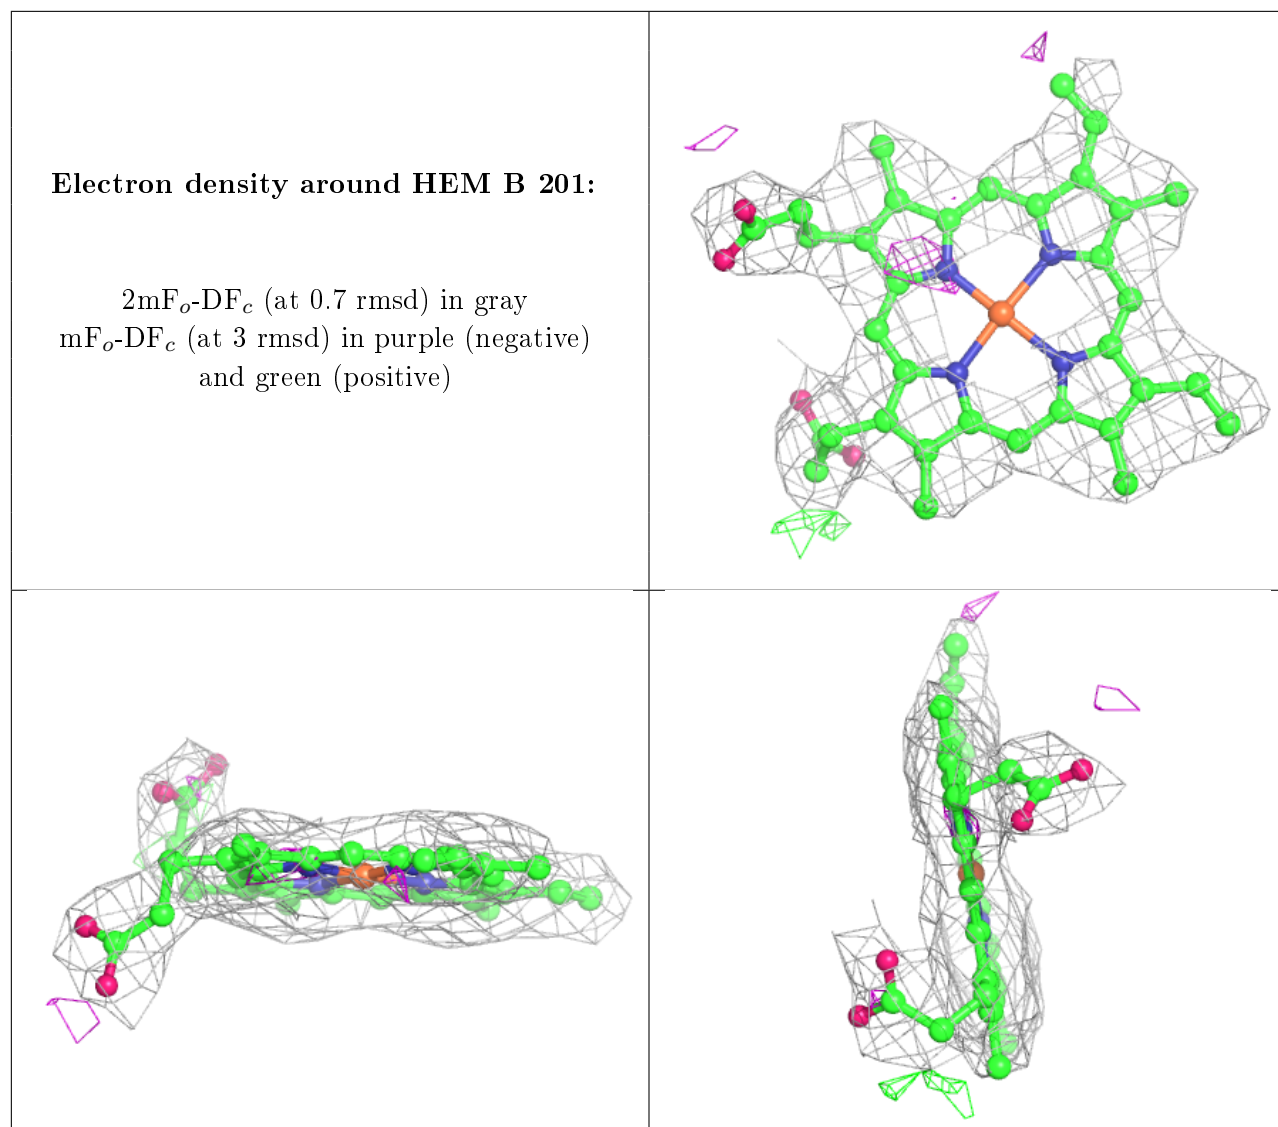 Electron density around HEM B 201:
2mFₒ-DF𝒸 (at 0.7 rmsd) in gray
mFₒ-DF𝒸 (at 3 rmsd) in purple (negative)
and green (positive)